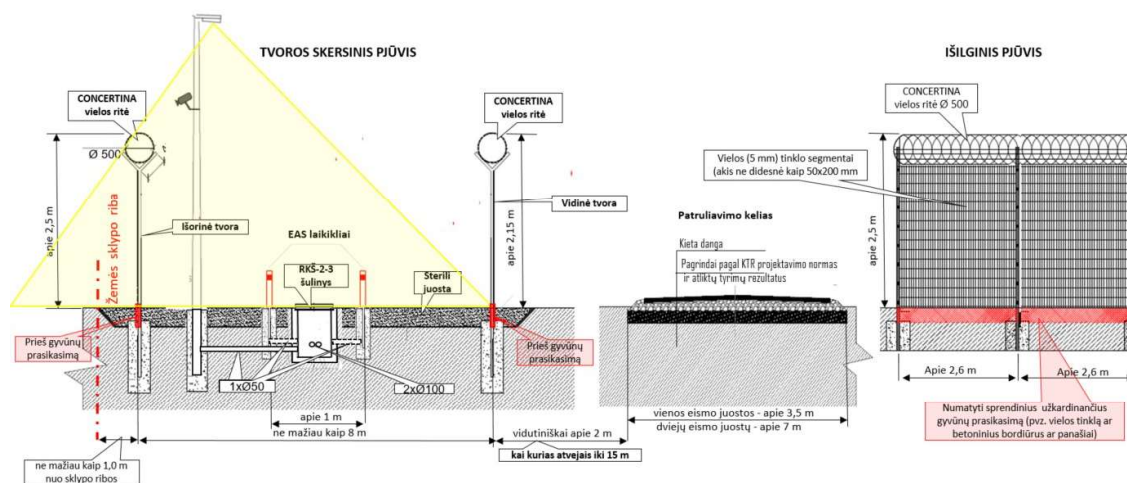 TVOROS SKERSINIS PJŪVIS
IŠILGINIS PJŪVIS
CONCERTINA
vielos ritė
Ø 500
apie 2,5 m
Žemės sklypo riba
Išorinė tvora
EAS laikikliai
RKŠ-2-3
šulinys
Sterili
juosta
Prieš gyvūnų
prasikasimą
1xØ50
2xØ100
apie 1 m
ne mažiau kaip 8 m
ne mažiau kaip 1,0 m
nuo sklypo ribos
CONCERTINA
vielos ritė
apie 2,15 m
Vidinė tvora
Prieš gyvūnų
prasikasimą
vidutiniškai apie 2 m
kai kurias atvejais iki 15 m
Patruliavimo kelias
Kieta danga
Pagrindai pagal KTR projektavimo normas
ir atliktų tyrimų rezultatus
vienos eismo juostos - apie 3,5 m
dviejų eismo juostų - apie 7 m
CONCERTINA
vielos ritė Ø 500
Vielos (5 mm) tinklo segmentai
(akis ne didesnė kaip 50x200 mm
apie 2,5 m
Apie 2,6 m
Apie 2,6 m
Numatyti sprendinius užkardinančius
gyvūnų prasikasimą (pvz. vielos tinklą ar
betoninius bordiūrus ar panašiai)